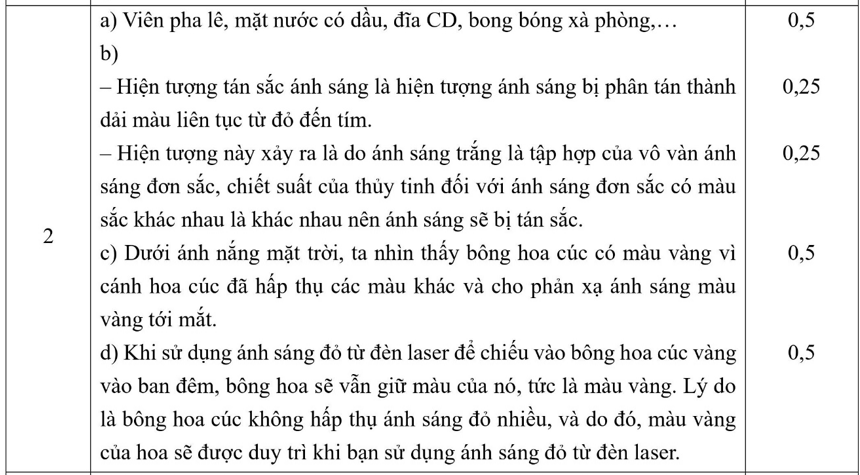 a) Viên pha lê, mặt nước có dầu, đĩa CD, bong bóng xà phòng,… 0,5
b)
– Hiện tượng tán sắc ánh sáng là hiện tượng ánh sáng bị phân tán thành 0,25
dải màu liên tục từ đỏ đến tím.
– Hiện tượng này xảy ra là do ánh sáng trắng là tập hợp của vô vàn ánh 0,25
sáng đơn sắc, chiết suất của thủy tinh đối với ánh sáng đơn sắc có màu
sắc khác nhau là khác nhau nên ánh sáng sẽ bị tán sắc.
2
c) Dưới ánh nắng mặt trời, ta nhìn thấy bông hoa cúc có màu vàng vì 0,5
cánh hoa cúc đã hấp thụ các màu khác và cho phản xạ ánh sáng màu
vàng tới mắt.
d) Khi sử dụng ánh sáng đỏ từ đèn laser để chiếu vào bông hoa cúc vàng 0,5
vào ban đêm, bông hoa sẽ vẫn giữ màu của nó, tức là màu vàng. Lý do
là bông hoa cúc không hấp thụ ánh sáng đỏ nhiều, và do đó, màu vàng
của hoa sẽ được duy trì khi bạn sử dụng ánh sáng đỏ từ đèn laser.